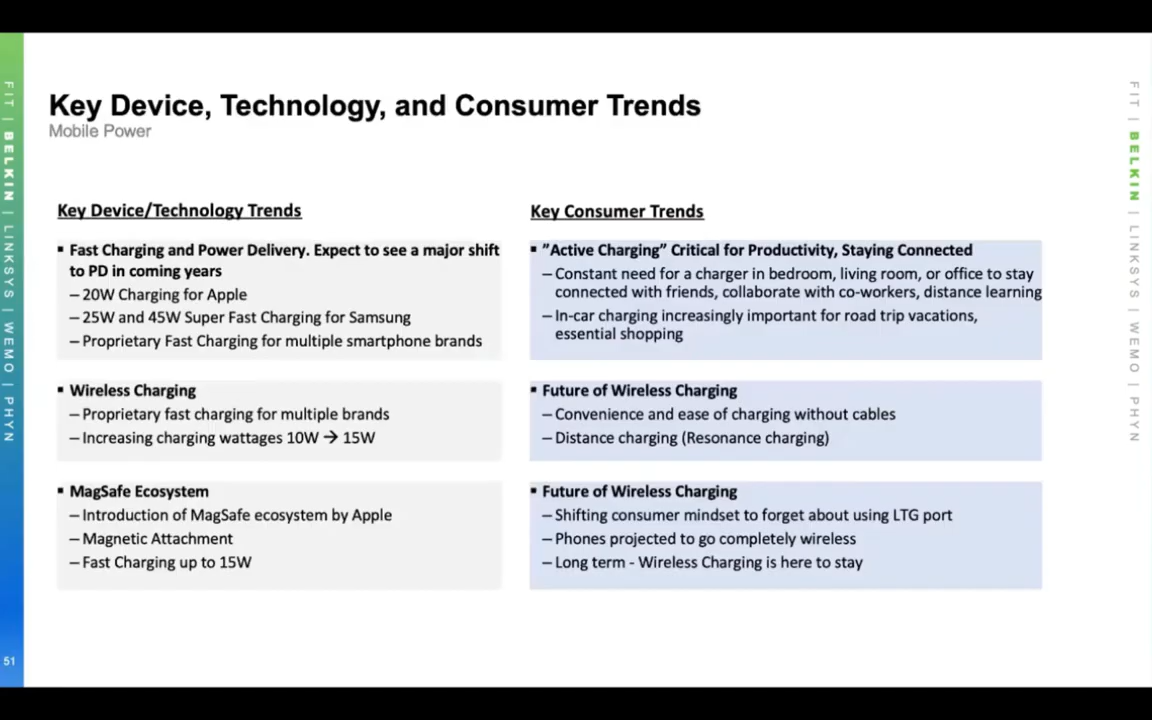 Key Device, Technology, and Consumer Trends
Mobile Power
Key Device/Technology Trends
▪ Fast Charging and Power Delivery. Expect to see a major shift
to PD in coming years
– 20W Charging for Apple
– 25W and 45W Super Fast Charging for Samsung
– Proprietary Fast Charging for multiple smartphone brands
▪ Wireless Charging
– Proprietary fast charging for multiple brands
– Increasing charging wattages 10W → 15W
▪ MagSafe Ecosystem
– Introduction of MagSafe ecosystem by Apple
– Magnetic Attachment
– Fast Charging up to 15W
Key Consumer Trends
▪ ”Active Charging” Critical for Productivity, Staying Connected
– Constant need for a charger in bedroom, living room, or office to stay
connected with friends, collaborate with co-workers, distance learning
– In-car charging increasingly important for road trip vacations,
essential shopping
▪ Future of Wireless Charging
– Convenience and ease of charging without cables
– Distance charging (Resonance charging)
▪ Future of Wireless Charging
– Shifting consumer mindset to forget about using LTG port
– Phones projected to go completely wireless
– Long term - Wireless Charging is here to stay
FIT | BELKIN | LINKSYS | WEMO | PHYN
FIT | BELKIN | LINKSYS | WEMO | PHYN
51